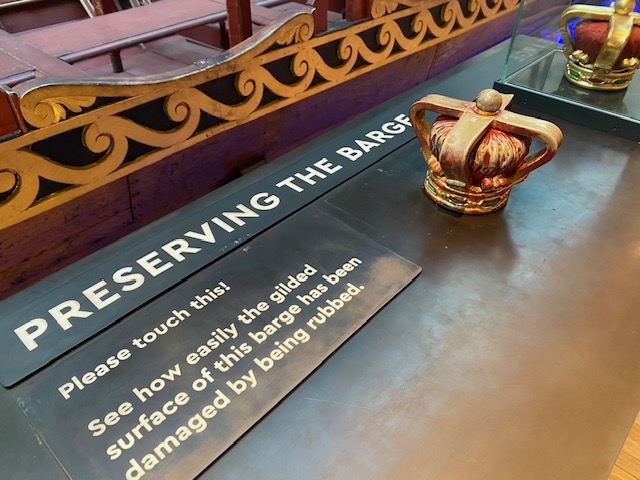 PRESERVING THE BARGE
Please touch this!
See how easily the gilded
surface of this barge has been
damaged by being rubbed.